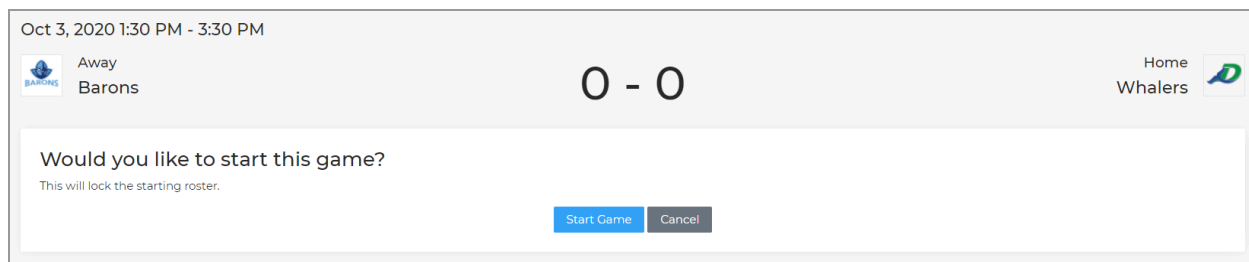 Oct 3, 2020 1:30 PM - 3:30 PM
Away
Barons
BARONS
0 - 0
Home
Whalers
D
Would you like to start this game?
This will lock the starting roster.
Start Game
Cancel